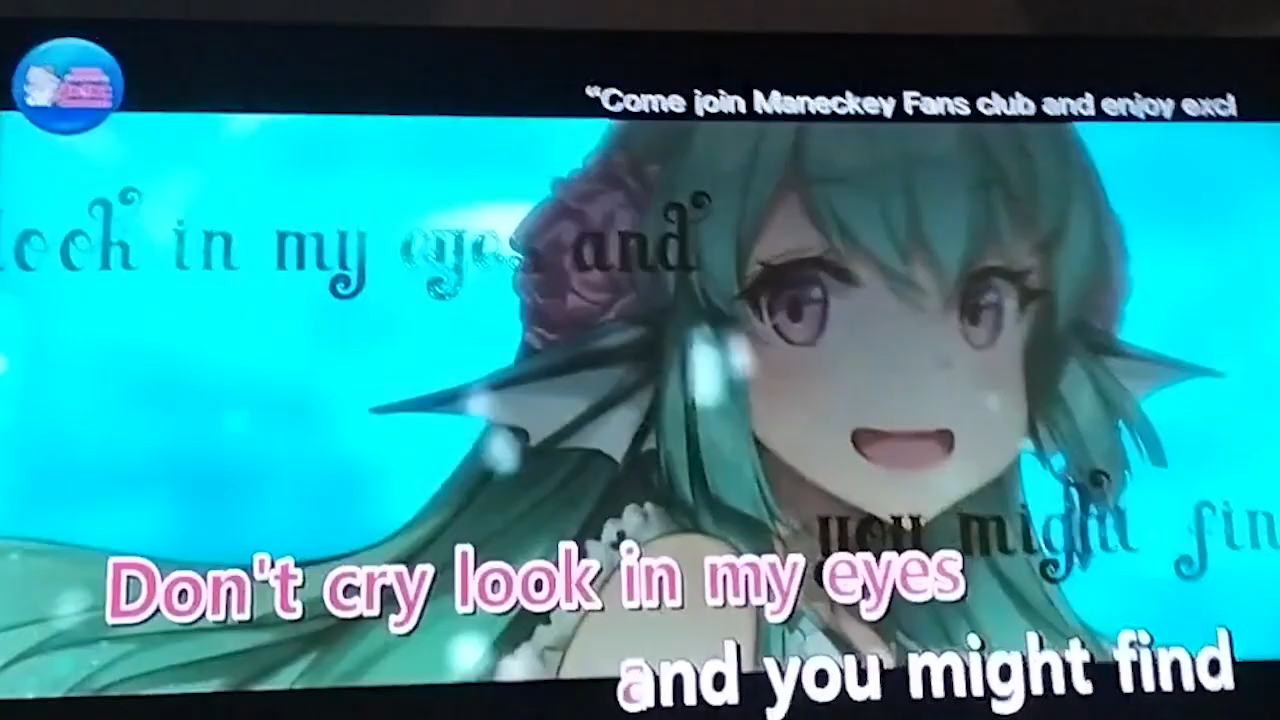 “Come join Maneckey Fans club and enjoy excl
look in my eyes and
you might fin
Don't cry look in my eyes
and you might find